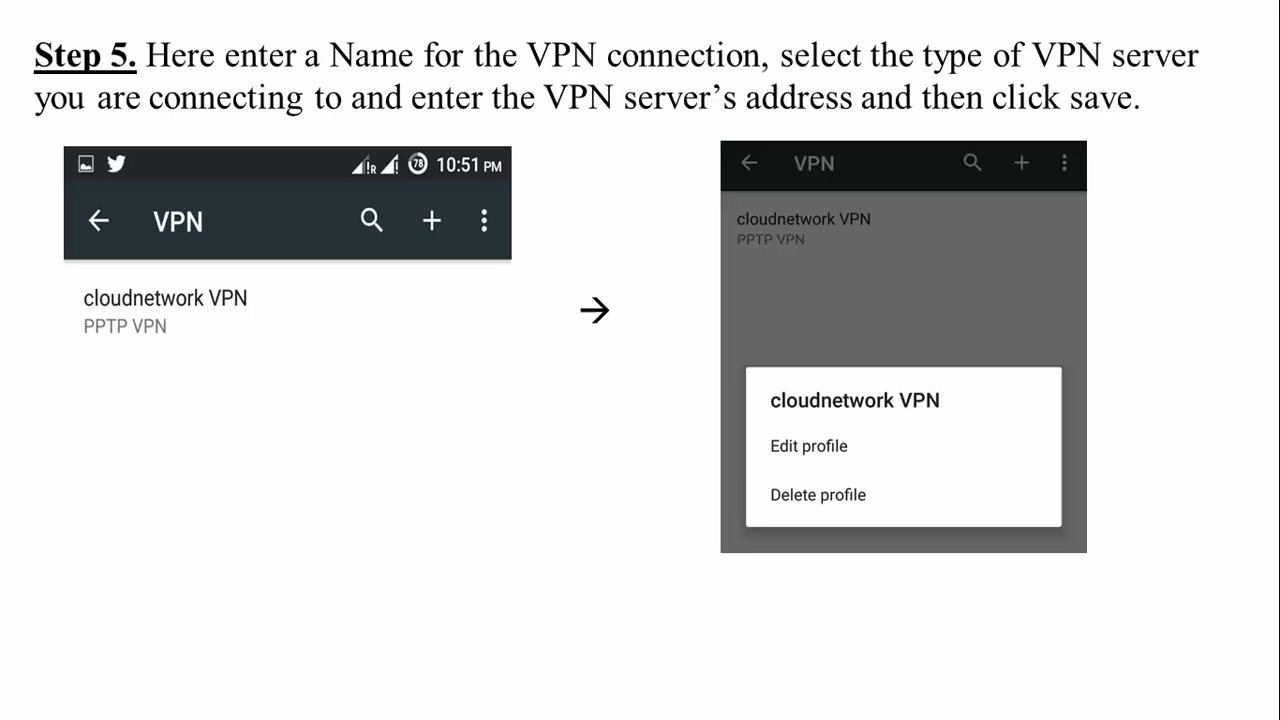 Step 5. Here enter a Name for the VPN connection, select the type of VPN server
you are connecting to and enter the VPN server’s address and then click save.
R 78 10:51 PM
VPN
cloudnetwork VPN
PPTP VPN
→
VPN
cloudnetwork VPN
PPTP VPN
cloudnetwork VPN
Edit profile
Delete profile